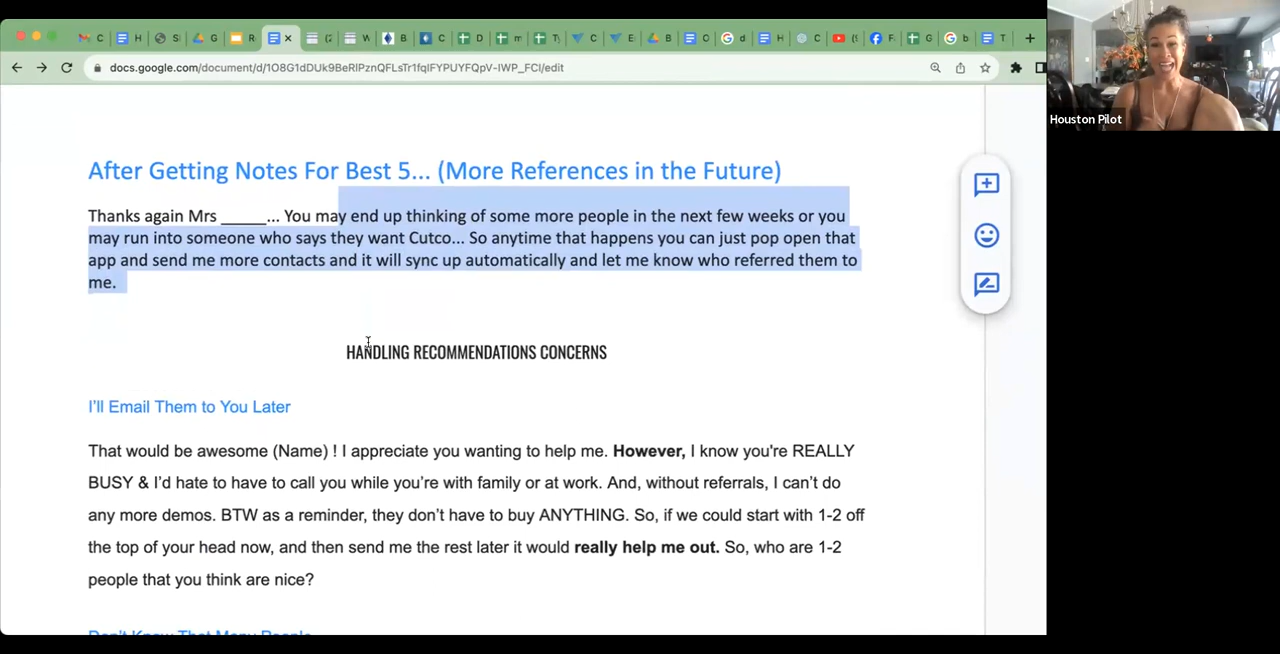 C
H
S
G
R
×
(2
W
B
C
D
m
T
C
E
B
C
d
H
C
(
F
G
b
T
+
docs.google.com/document/d/1O8G1dDUk9BeRlPznQFLsTr1fqIFYPUYFQpV-IWP_FCI/edit
Houston Pilot
After Getting Notes For Best 5... (More References in the Future)
Thanks again Mrs _____... You may end up thinking of some more people in the next few weeks or you
may run into someone who says they want Cutco... So anytime that happens you can just pop open that
app and send me more contacts and it will sync up automatically and let me know who referred them to
me.
HANDLING RECOMMENDATIONS CONCERNS
I'll Email Them to You Later
That would be awesome (Name) ! I appreciate you wanting to help me. However, I know you're REALLY
BUSY & I'd hate to have to call you while you're with family or at work. And, without referrals, I can't do
any more demos. BTW as a reminder, they don't have to buy ANYTHING. So, if we could start with 1-2 off
the top of your head now, and then send me the rest later it would really help me out. So, who are 1-2
people that you think are nice?
Don't Know That Many People